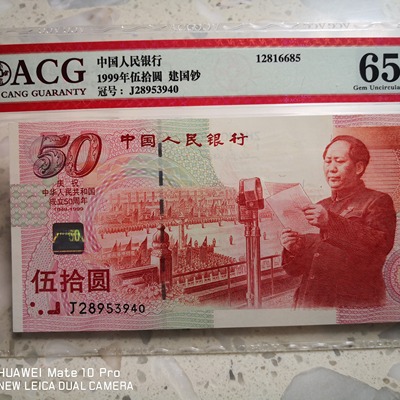 ACG
CANG GUARANTY
中国人民银行
1999年伍拾圆 建国钞
冠号：J28953940
12816685
65
Gem Uncircula
50
中国人民银行
庆祝
中华人民共和国
成立50周年
1949-1999
50
伍拾圆
J28953940
HUAWEI Mate 10 Pro
NEW LEICA DUAL CAMERA